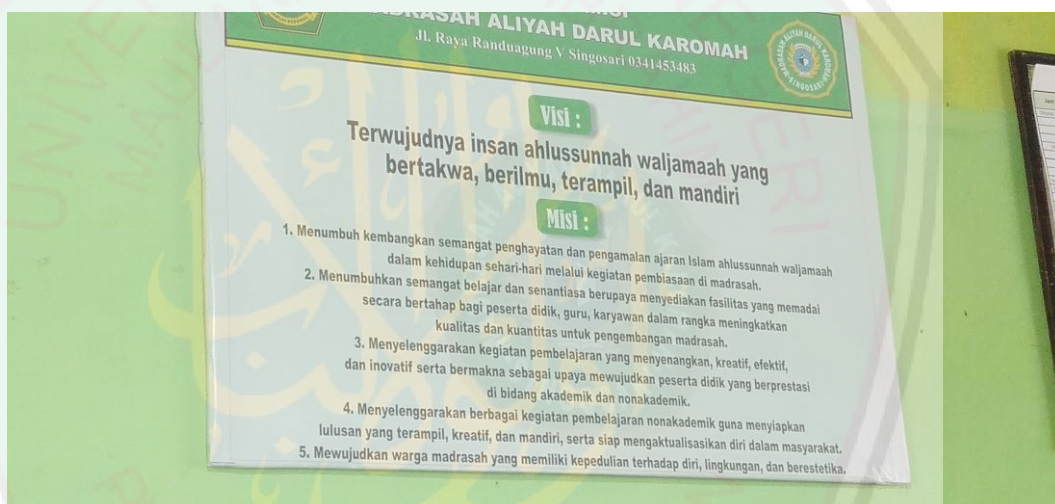 MADRASAH ALIYAH DARUL KAROMAH
Jl. Raya Randuagung V Singosari 0341453483
Visi :
Terwujudnya insan ahlussunnah waljamaah yang
bertakwa, berilmu, terampil, dan mandiri
Misi :
1. Menumbuh kembangkan semangat penghayatan dan pengamalan ajaran Islam ahlussunnah waljamaah
dalam kehidupan sehari-hari melalui kegiatan pembiasaan di madrasah.
2. Menumbuhkan semangat belajar dan senantiasa berupaya menyediakan fasilitas yang memadai
secara bertahap bagi peserta didik, guru, karyawan dalam rangka meningkatkan
kualitas dan kuantitas untuk pengembangan madrasah.
3. Menyelenggarakan kegiatan pembelajaran yang menyenangkan, kreatif, efektif,
dan inovatif serta bermakna sebagai upaya mewujudkan peserta didik yang berprestasi
di bidang akademik dan nonakademik.
4. Menyelenggarakan berbagai kegiatan pembelajaran nonakademik guna menyiapkan
lulusan yang terampil, kreatif, dan mandiri, serta siap mengaktualisasikan diri dalam masyarakat.
5. Mewujudkan warga madrasah yang memiliki kepedulian terhadap diri, lingkungan, dan berestetika.